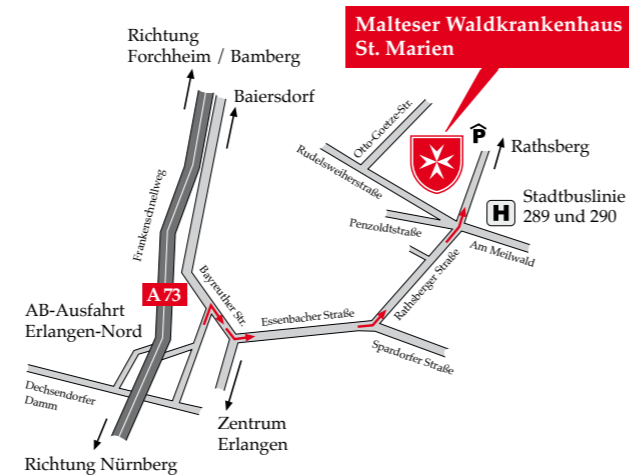 Malteser Waldkrankenhaus
St. Marien
Richtung
Forchheim / Bamberg
Baiersdorf
Otto-Goetze-Str.
P
Rathsberg
Rudelsweiherstraße
Frankenschnellweg
H
Stadtbuslinie
289 und 290
Penzoldtstraße
Am Meilwald
Bayreuther Str.
Rathsberger Straße
A 73
AB-Ausfahrt
Erlangen-Nord
Essenbacher Straße
Spardorfer Straße
Dechsendorfer
Damm
Zentrum
Erlangen
Richtung Nürnberg